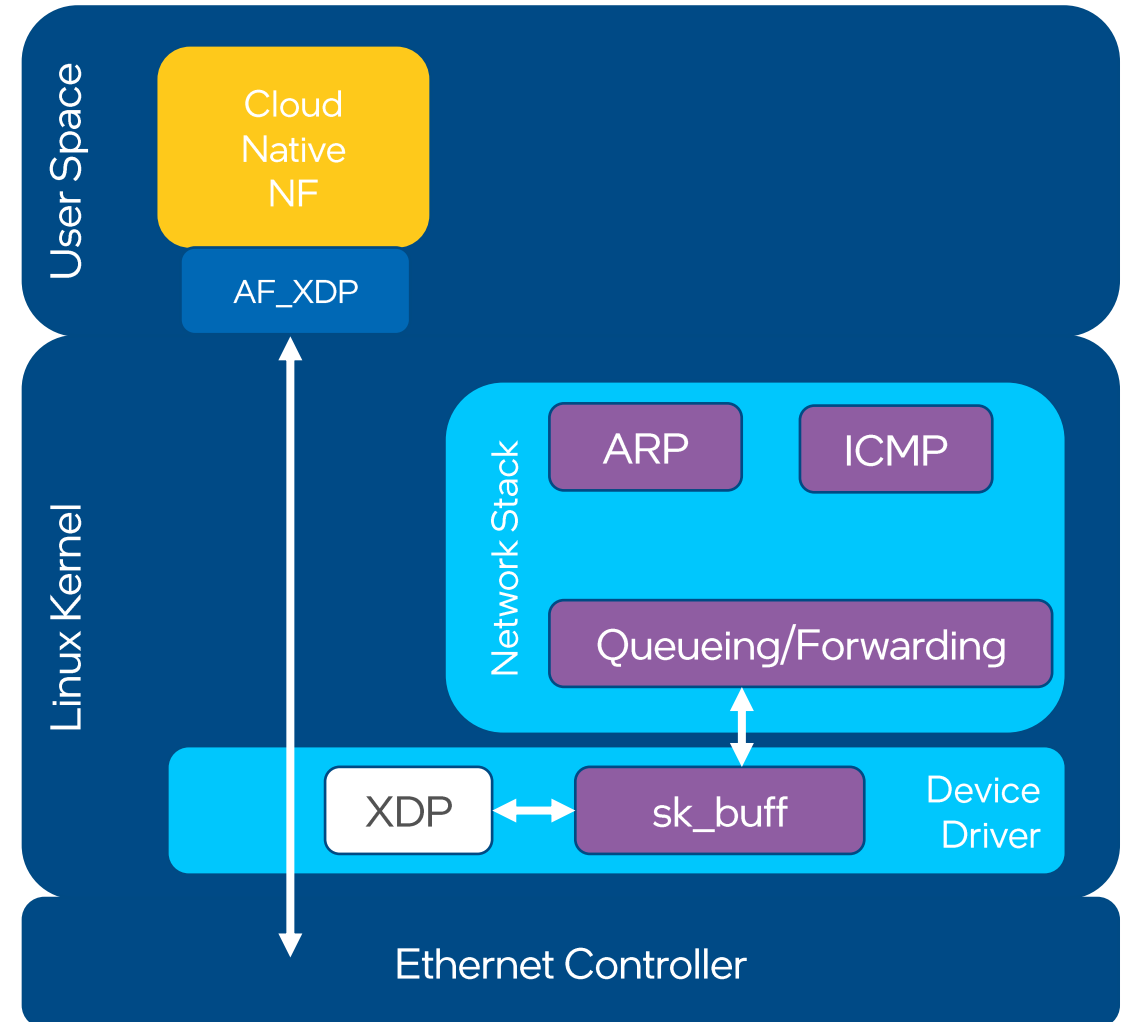 User Space
Cloud
Native
NF
AF_XDP
Linux Kernel
Network Stack
ARP
ICMP
Queueing/Forwarding
XDP
sk_buff
Device
Driver
Ethernet Controller